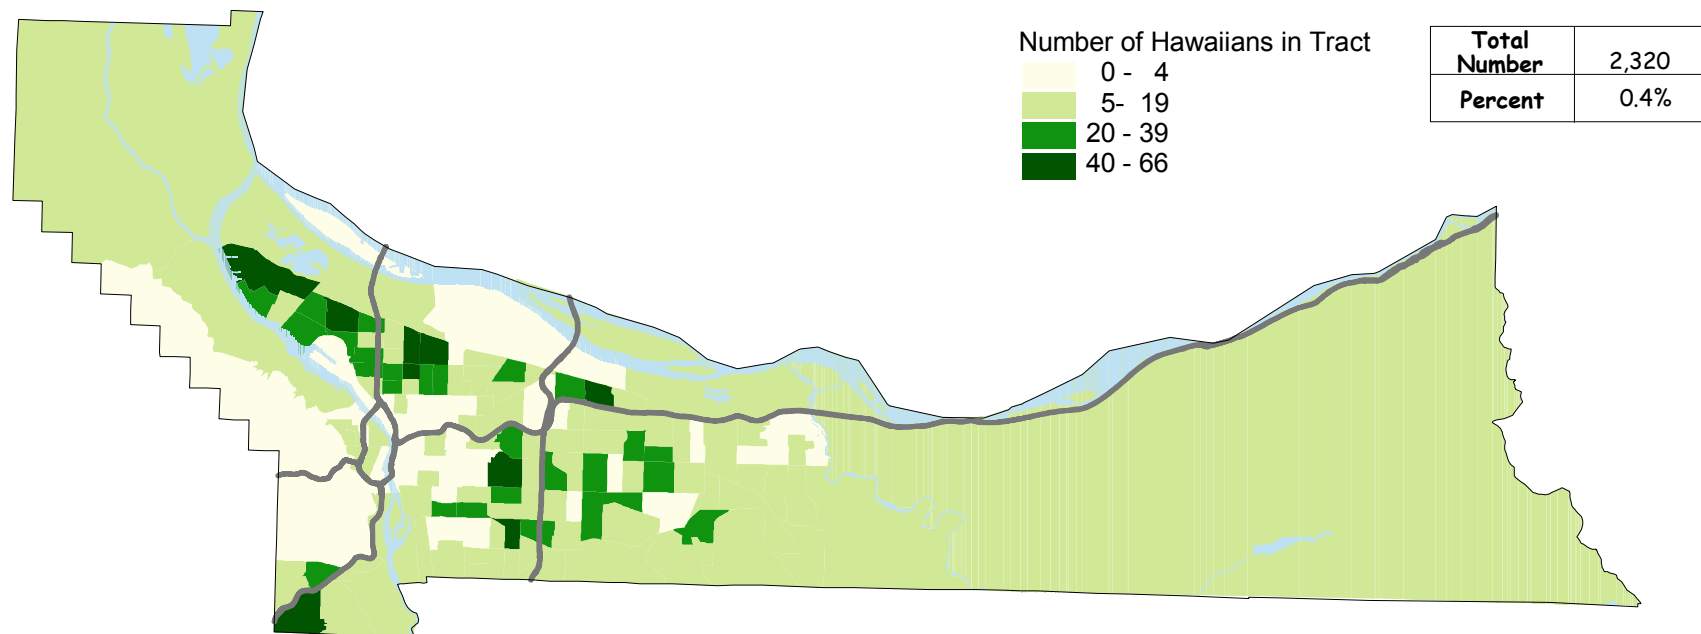 Number of Hawaiians in Tract
0 - 4
5- 19
20 - 39
40 - 66
Total
Number
2,320
Percent
0.4%